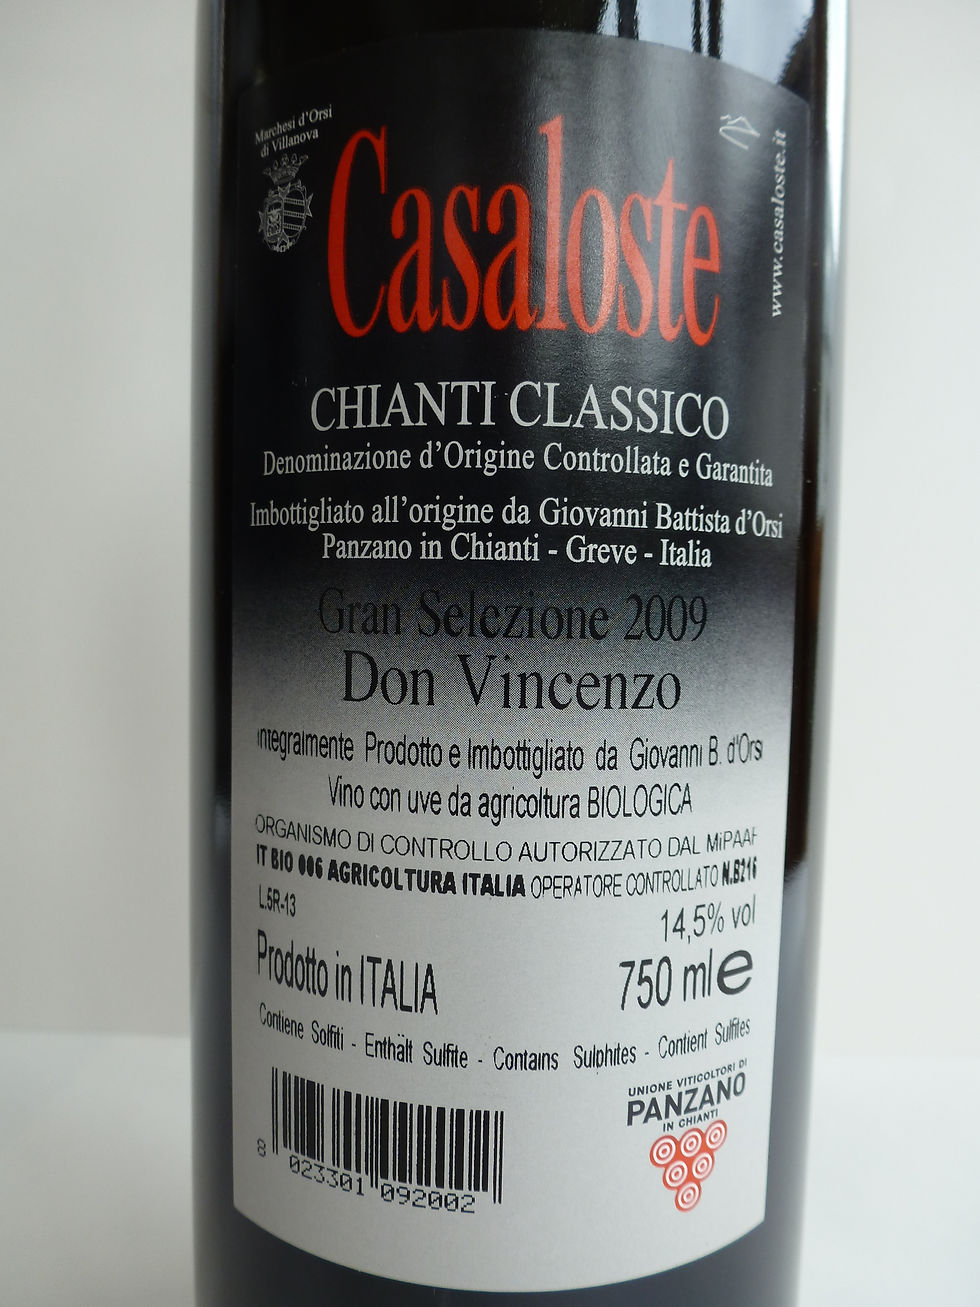 Marchesi d'Orsi
di Villanova
Casaloste
www.casaloste.it
CHIANTI CLASSICO
Denominazione d'Origine Controllata e Garantita
Imbottigliato all'origine da Giovanni Battista d'Orsi
Panzano in Chianti - Greve - Italia
Gran Selezione 2009
Don Vincenzo
Integralmente Prodotto e Imbottigliato da Giovanni B. d'Orsi
Vino con uve da agricoltura BIOLOGICA
ORGANISMO DI CONTROLLO AUTORIZZATO DAL MiPAAF
IT BIO 006 AGRICOLTURA ITALIA OPERATORE CONTROLLATO N.B216
L.5R-13
14,5% vol
Prodotto in ITALIA
750 ml e
Contiene Solfiti - Enthält Sulfite - Contains Sulphites - Contient Sulfites
UNIONE VITICOLTORI DI
PANZANO
IN CHIANTI
8 023301 092002